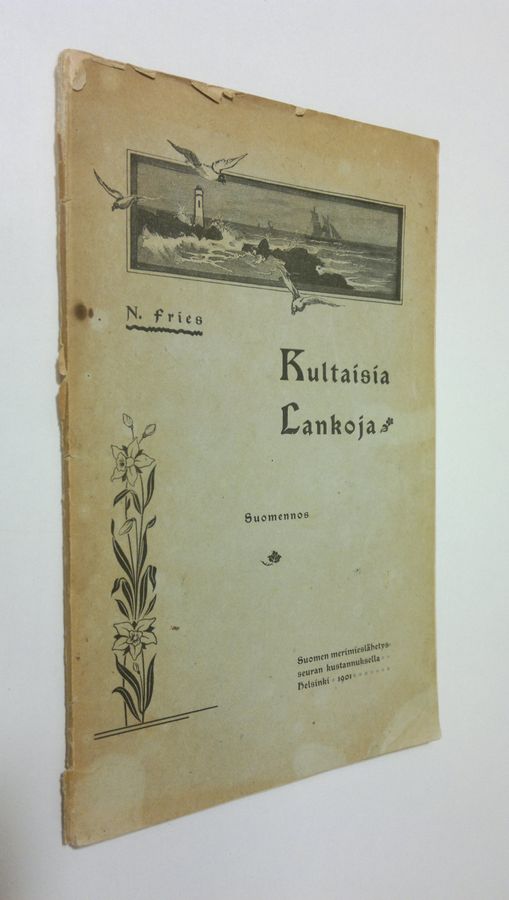 N. Fries
Kultaisia
Lankoja
Suomennos
Suomen merimieslähetys-
seuran kustannuksella
Helsinki 1901